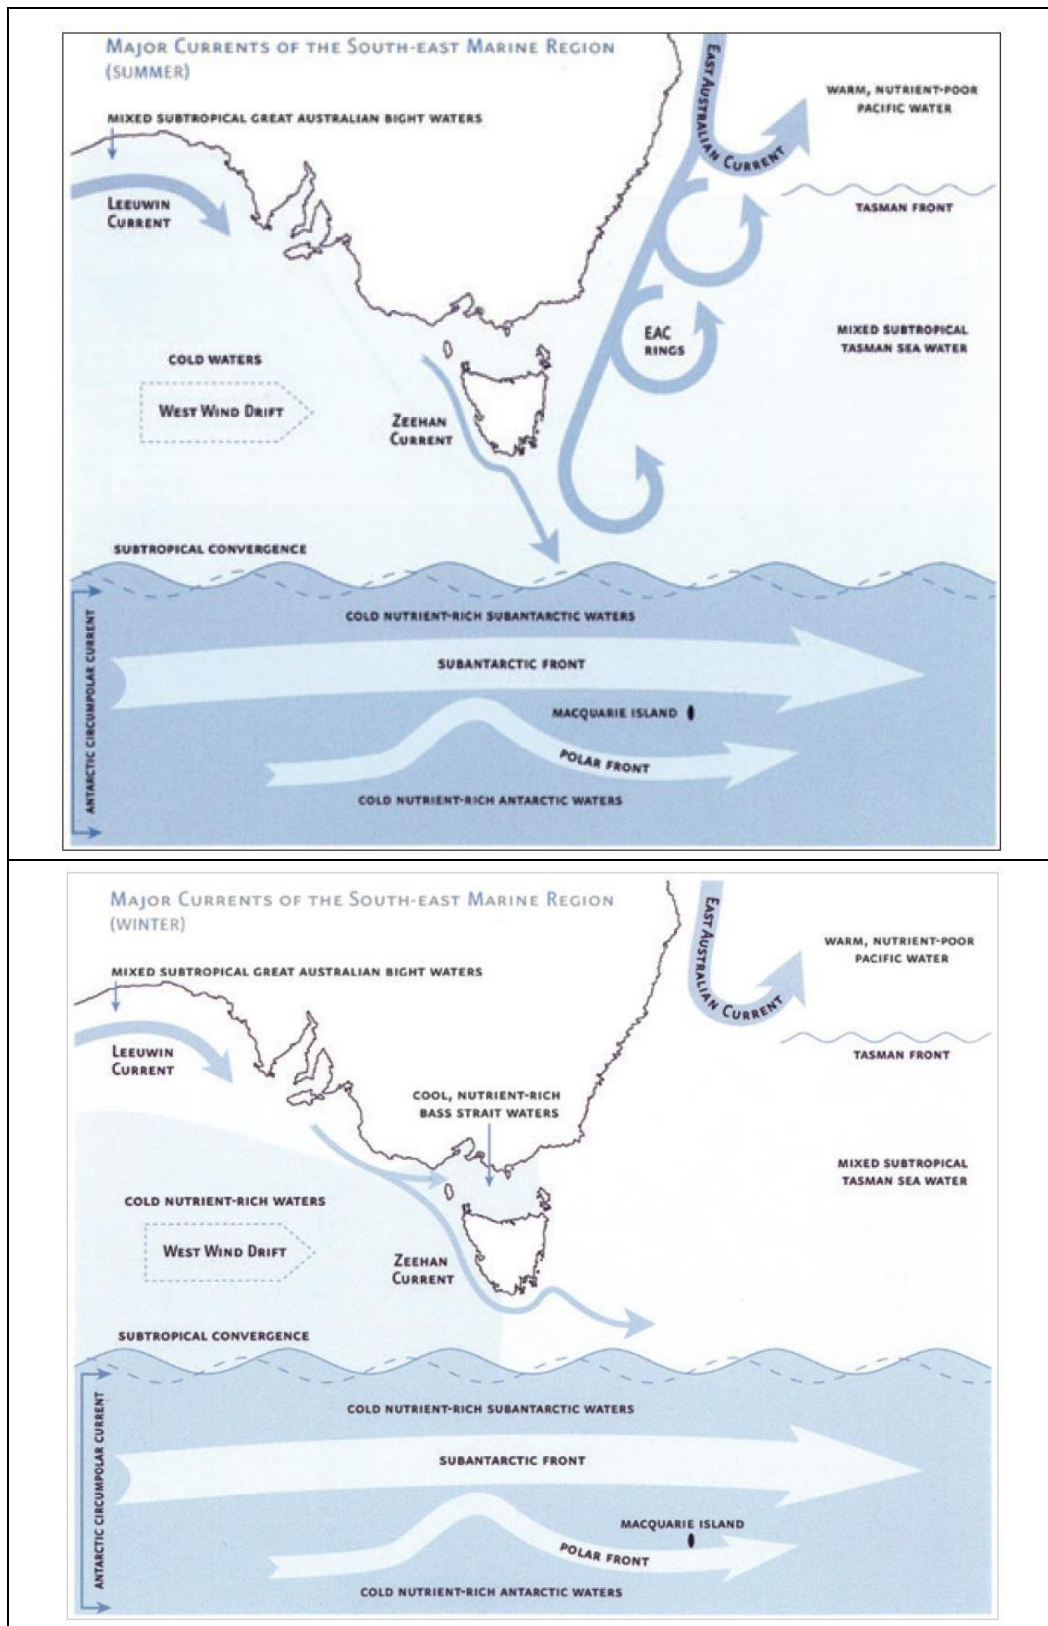 Major Currents of the South-east Marine Region
(SUMMER)
MIXED SUBTROPICAL GREAT AUSTRALIAN BIGHT WATERS
LEEUWIN
CURRENT
EAST AUSTRALIAN CURRENT
WARM, NUTRIENT-POOR
PACIFIC WATER
TASMAN FRONT
EAC
RINGS
MIXED SUBTROPICAL
TASMAN SEA WATER
COLD WATERS
WEST WIND DRIFT
ZEEHAN
CURRENT
SUBTROPICAL CONVERGENCE
ANTARCTIC CIRCUMPOLAR CURRENT
COLD NUTRIENT-RICH SUBANTARCTIC WATERS
SUBANTARCTIC FRONT
MACQUARIE ISLAND
POLAR FRONT
COLD NUTRIENT-RICH ANTARCTIC WATERS
Major Currents of the South-east Marine Region
(WINTER)
MIXED SUBTROPICAL GREAT AUSTRALIAN BIGHT WATERS
LEEUWIN
CURRENT
EAST AUSTRALIAN CURRENT
WARM, NUTRIENT-POOR
PACIFIC WATER
TASMAN FRONT
COOL, NUTRIENT-RICH
BASS STRAIT WATERS
MIXED SUBTROPICAL
TASMAN SEA WATER
COLD NUTRIENT-RICH WATERS
WEST WIND DRIFT
ZEEHAN
CURRENT
SUBTROPICAL CONVERGENCE
ANTARCTIC CIRCUMPOLAR CURRENT
COLD NUTRIENT-RICH SUBANTARCTIC WATERS
SUBANTARCTIC FRONT
MACQUARIE ISLAND
POLAR FRONT
COLD NUTRIENT-RICH ANTARCTIC WATERS